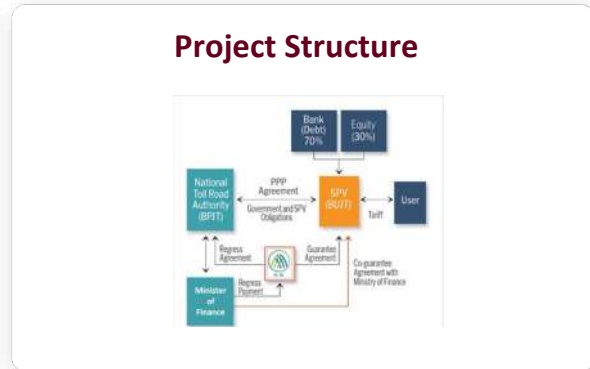 Project Structure
Bank
(Debt)
70%
Equity
(30%)
National
Toll Road
Authority
(BPJT)
PPP
Agreement
Government and SPV
Obligations
SPV
(BUJT)
Tariff
User
Regress
Agreement
Guarantee
Agreement
Co-guarantee
Agreement with
Ministry of Finance
Minister
of
Finance
Regress
Payment